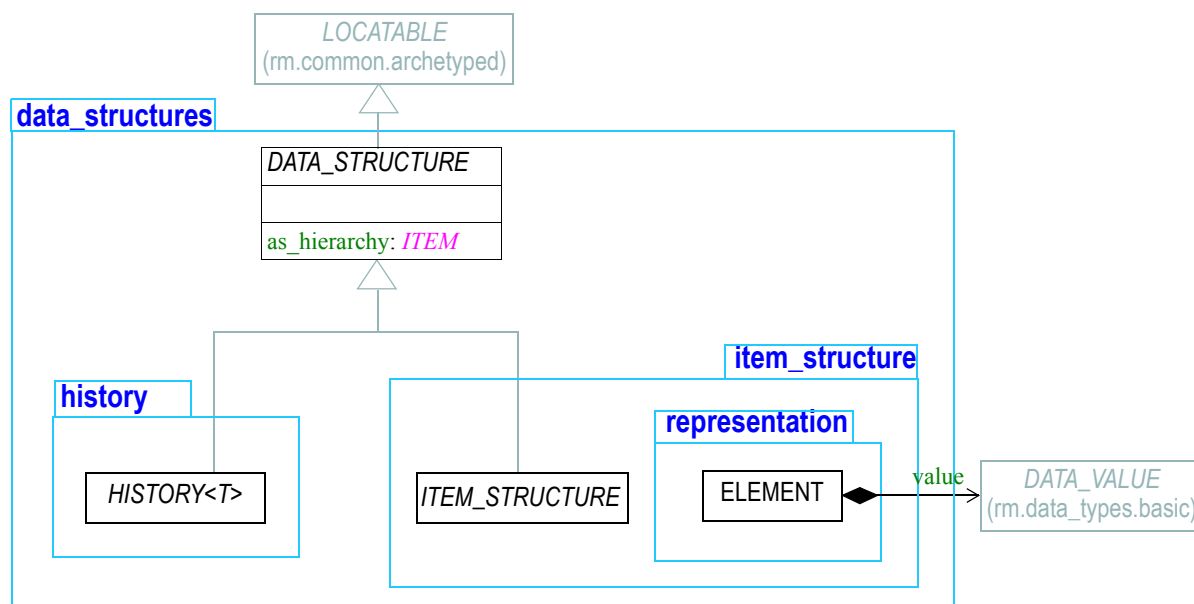 LOCATABLE
(rm.common.archetyped)
data_structures
DATA_STRUCTURE
as_hierarchy: ITEM
item_structure
history
representation
HISTORY<T>
ITEM_STRUCTURE
ELEMENT
value
DATA_VALUE
(rm.data_types.basic)